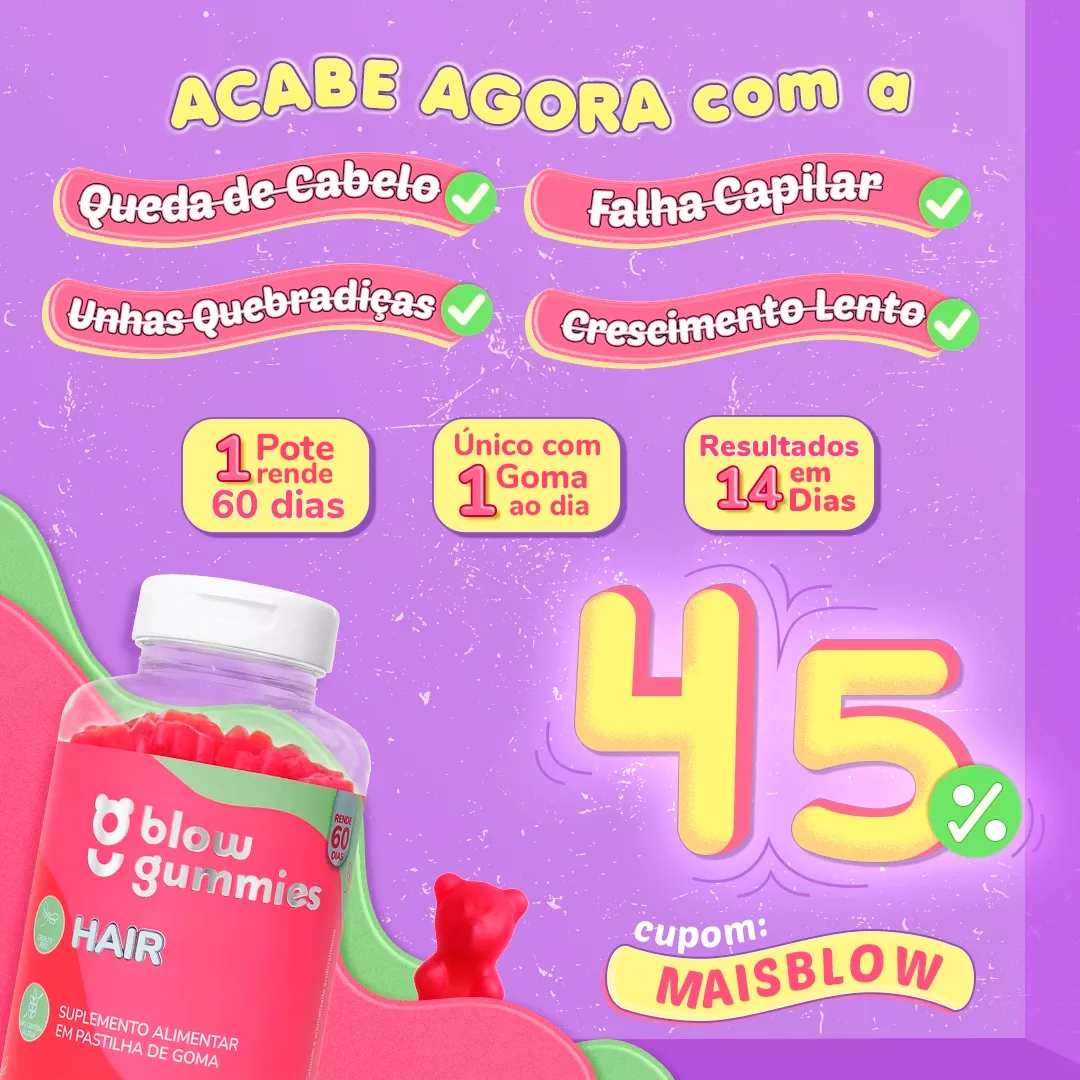 ACABE AGORA com a
Queda de Cabelo
Falha Capilar
Unhas Quebradiças
Crescimento Lento
1 Pote
rende
60 dias
Único com
1 Goma
ao dia
Resultados
14 em
Dias
45 %
cupom:
MAISBLOW
RENDE
60
DIAS
blow
gummies
HAIR
SUPLEMENTO ALIMENTAR
EM PASTILHA DE GOMA